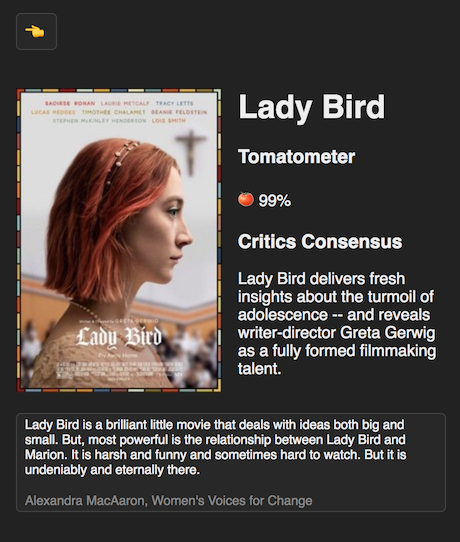 Lady Bird
SAOIRSE RONAN LAURIE METCALF TRACY LETTS
LUCAS HEDGES TIMOTHÉE CHALAMET BEANIE FELDSTEIN
STEPHEN McKINLEY HENDERSON LOIS SMITH
GRETA GERWIG
Lady Bird
Tomatometer
99%
Critics Consensus
Lady Bird delivers fresh
insights about the turmoil of
adolescence -- and reveals
writer-director Greta Gerwig
as a fully formed filmmaking
talent.
Lady Bird is a brilliant little movie that deals with ideas both big and
small. But, most powerful is the relationship between Lady Bird and
Marion. It is harsh and funny and sometimes hard to watch. But it is
undeniably and eternally there.
Alexandra MacAaron, Women's Voices for Change